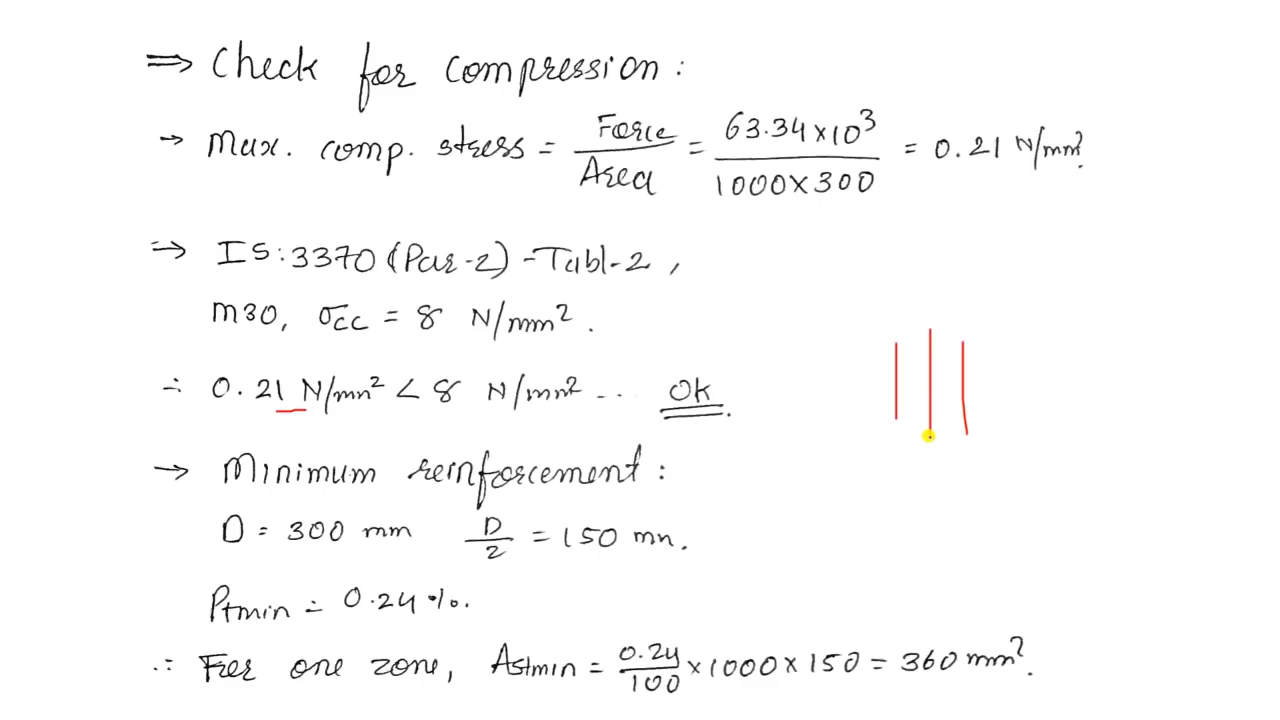 ⇒ Check for compression :
→ Max. comp. stress = Force/Area = 63.34×10³/1000×300 = 0.21 N/mm².
⇒ IS:3370 (Par-2) - Tabl-2,
M30, σcc = 8 N/mm².
∴ 0.21 N/mm² < 8 N/mm² ... OK.
→ Minimum reinforcement :
D = 300 mm D/2 = 150 mm.
Ptmin = 0.24 %.
∴ For one zone, Astmin = 0.24/100 × 1000 × 150 = 360 mm².